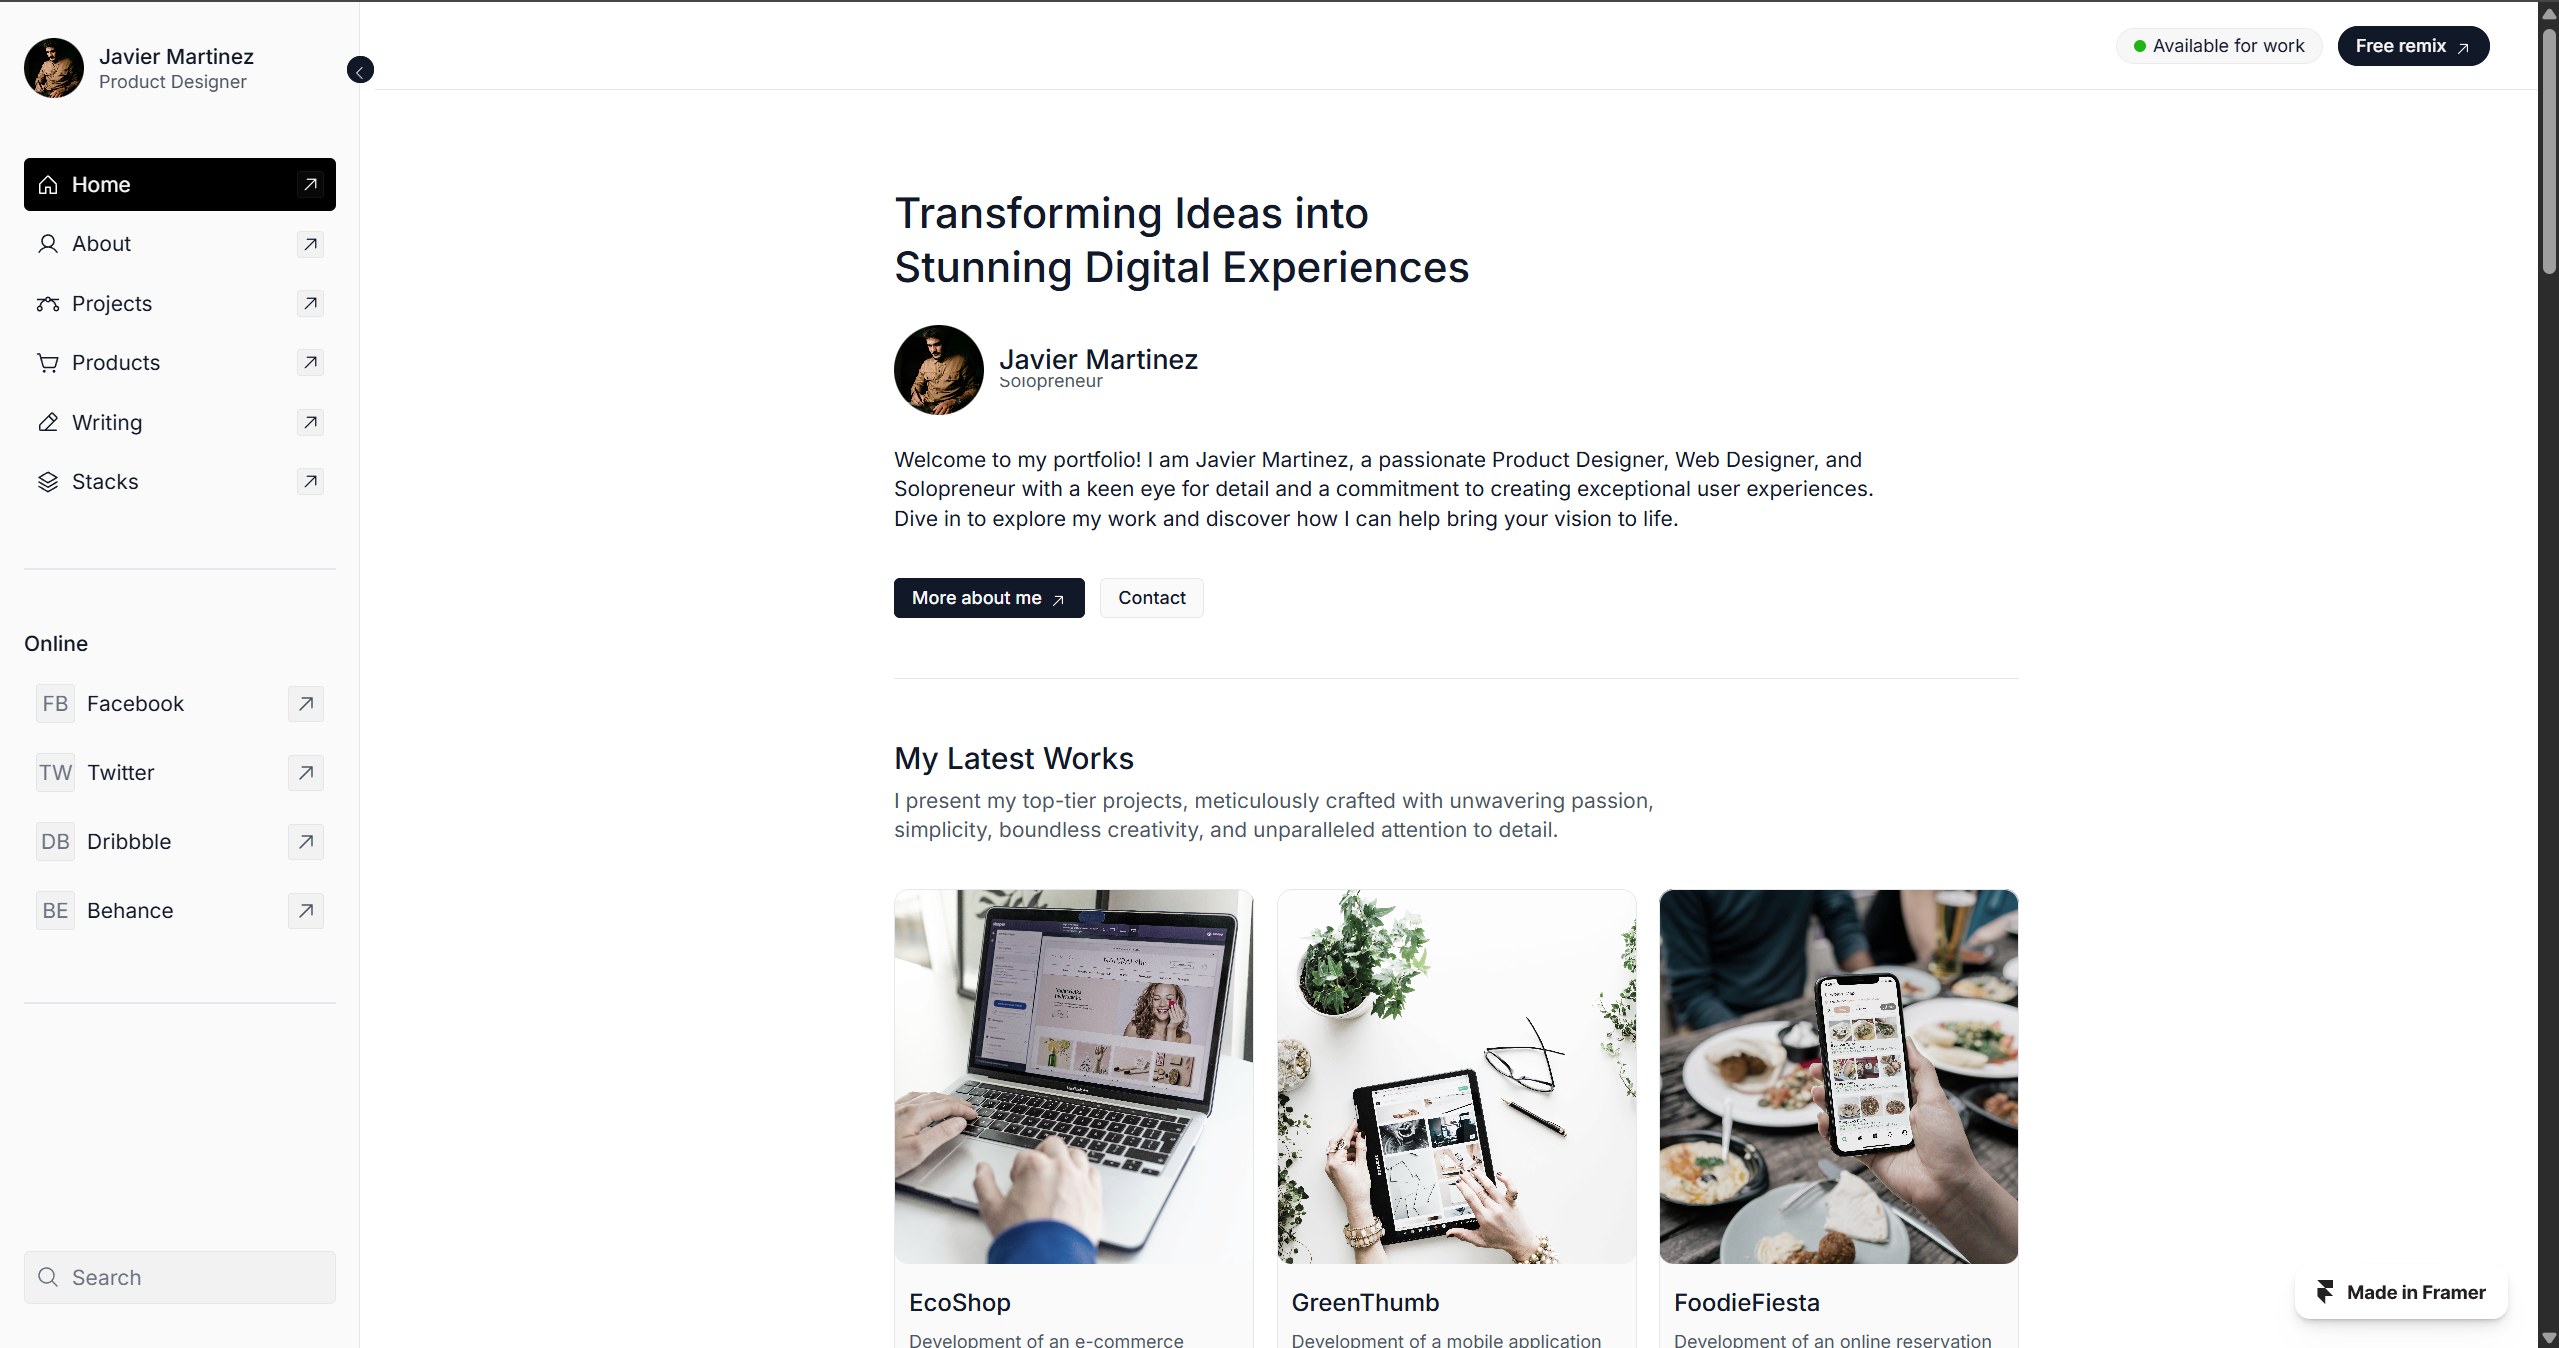 Javier Martinez
Product Designer
Home
About
Projects
Products
Writing
Stacks
Online
FB Facebook
TW Twitter
DB Dribbble
BE Behance
Search
Available for work
Free remix
Transforming Ideas into
Stunning Digital Experiences
Javier Martinez
Solopreneur
Welcome to my portfolio! I am Javier Martinez, a passionate Product Designer, Web Designer, and
Solopreneur with a keen eye for detail and a commitment to creating exceptional user experiences.
Dive in to explore my work and discover how I can help bring your vision to life.
More about me
Contact
My Latest Works
I present my top-tier projects, meticulously crafted with unwavering passion,
simplicity, boundless creativity, and unparalleled attention to detail.
EcoShop
Development of an e-commerce
GreenThumb
Development of a mobile application
FoodieFiesta
Development of an online reservation
Made in Framer